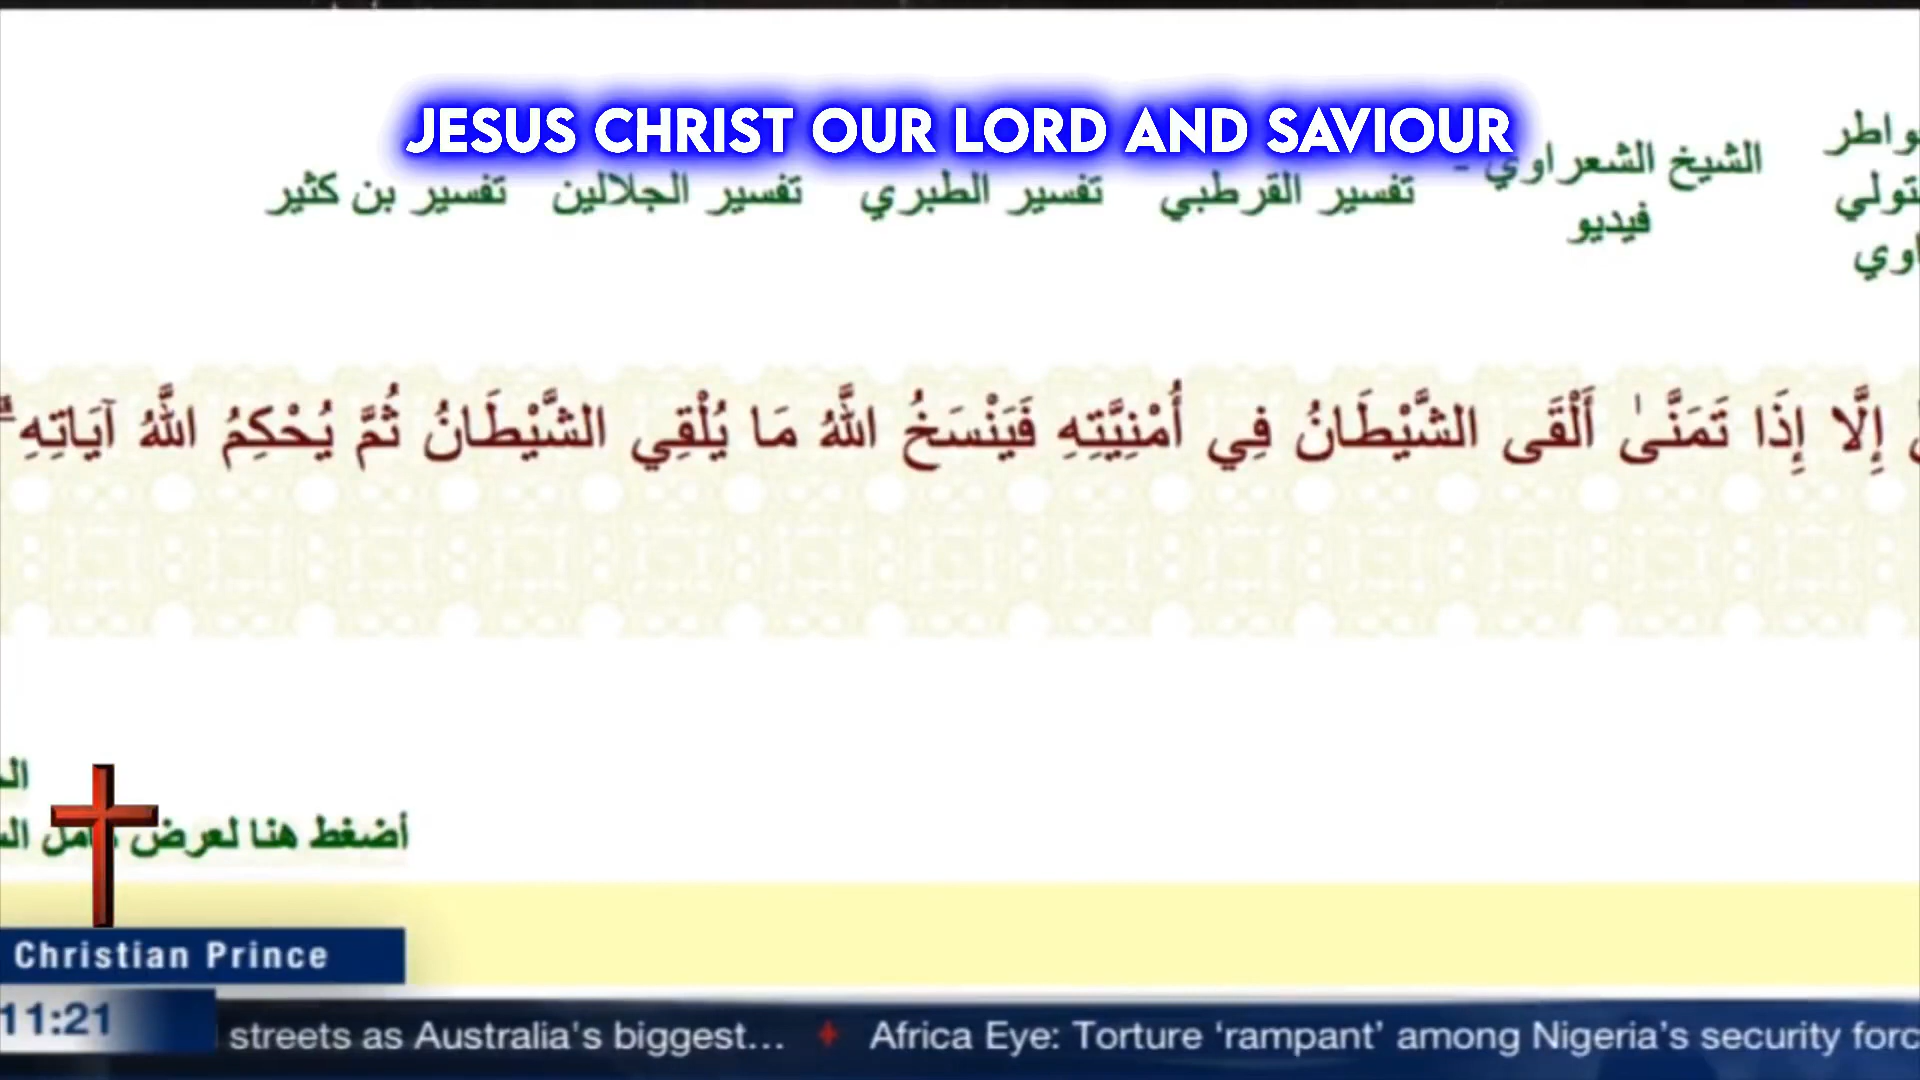 JESUS CHRIST OUR LORD AND SAVIOUR
الشيخ الشعراوي - فيديو
تفسير القرطبي
تفسير الطبري
تفسير الجلالين
تفسير بن كثير
إِلَّا إِذَا تَمَنَّىٰ أَلْقَى الشَّيْطَانُ فِي أُمْنِيَّتِهِ فَيَنْسَخُ اللَّهُ مَا يُلْقِي الشَّيْطَانُ ثُمَّ يُحْكِمُ اللَّهُ آيَاتِهِ ۗ
أضغط هنا لعرض
Christian Prince
11:21
streets as Australia's biggest... Africa Eye: Torture ‘rampant’ among Nigeria’s security forc